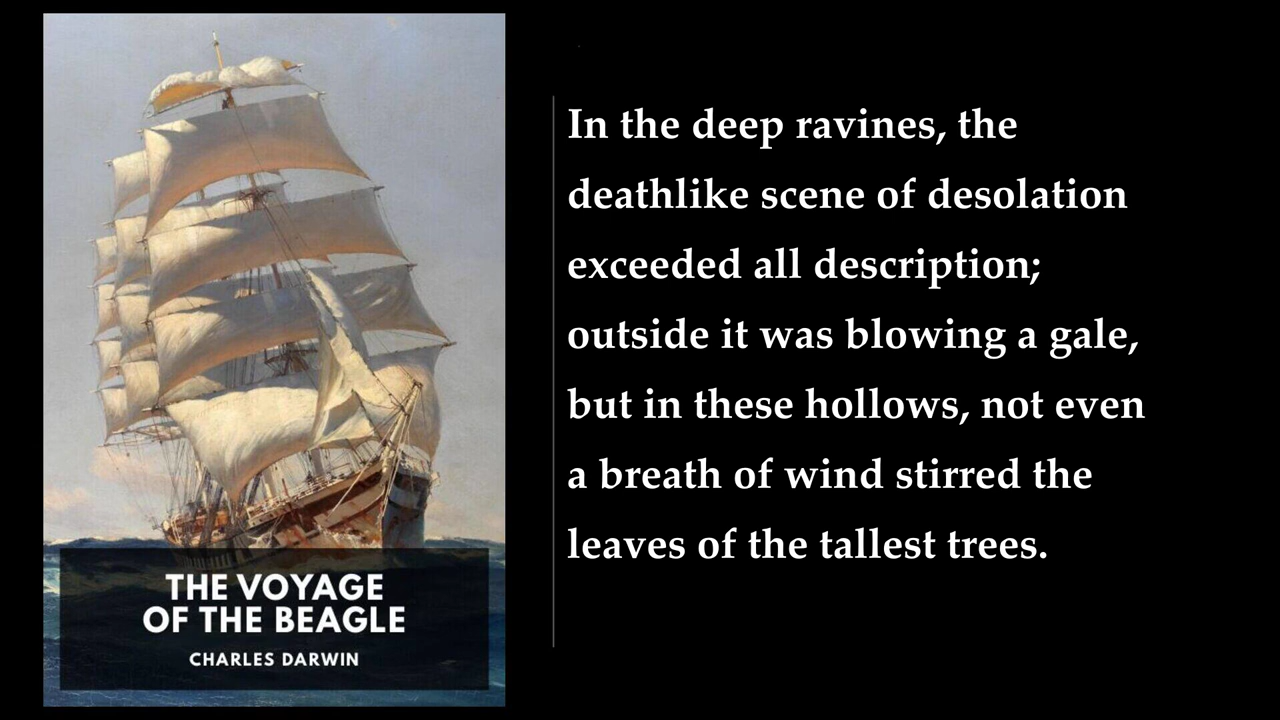 THE VOYAGE
OF THE BEAGLE
CHARLES DARWIN
In the deep ravines, the
deathlike scene of desolation
exceeded all description;
outside it was blowing a gale,
but in these hollows, not even
a breath of wind stirred the
leaves of the tallest trees.